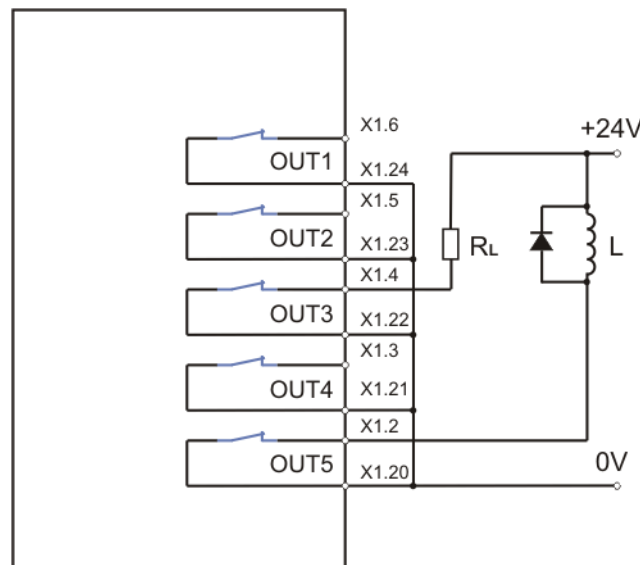 X1.6
+24V
OUT1
X1.24
X1.5
OUT2
X1.23
RL
L
X1.4
OUT3
X1.22
X1.3
OUT4
X1.21
X1.2
OUT5
0V
X1.20